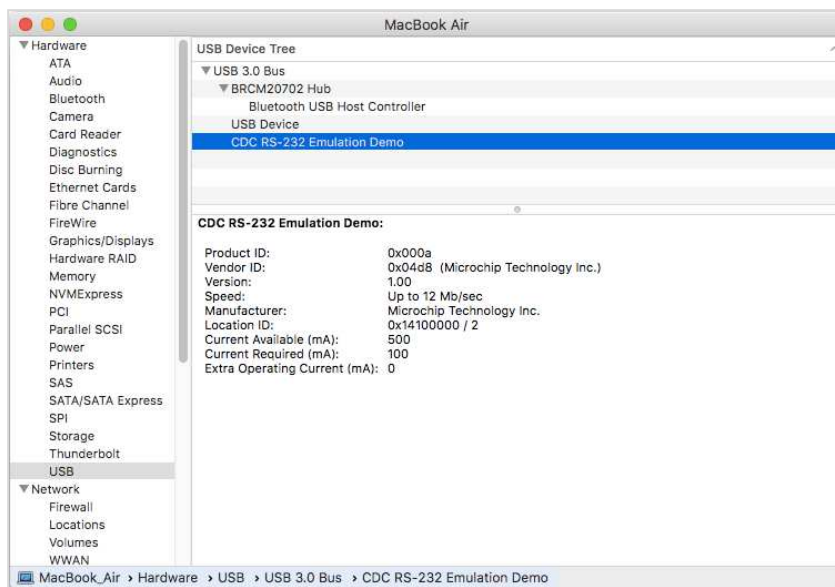 MacBook Air
Hardware
ATA
Audio
Bluetooth
Camera
Card Reader
Diagnostics
Disc Burning
Ethernet Cards
Fibre Channel
FireWire
Graphics/Displays
Hardware RAID
Memory
NVMExpress
PCI
Parallel SCSI
Power
Printers
SAS
SATA/SATA Express
SPI
Storage
Thunderbolt
USB
Network
Firewall
Locations
Volumes
WWAN
USB Device Tree
USB 3.0 Bus
BRCM20702 Hub
Bluetooth USB Host Controller
USB Device
CDC RS-232 Emulation Demo
CDC RS-232 Emulation Demo:
Product ID: 0x000a
Vendor ID: 0x04d8 (Microchip Technology Inc.)
Version: 1.00
Speed: Up to 12 Mb/sec
Manufacturer: Microchip Technology Inc.
Location ID: 0x14100000 / 2
Current Available (mA): 500
Current Required (mA): 100
Extra Operating Current (mA): 0
MacBook_Air › Hardware › USB › USB 3.0 Bus › CDC RS-232 Emulation Demo